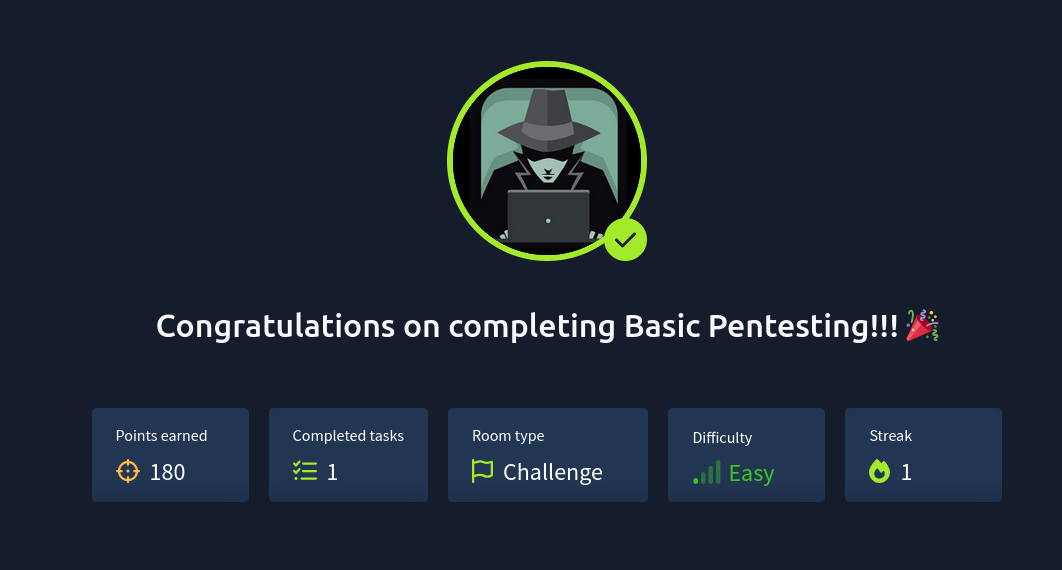 Congratulations on completing Basic Pentesting!!! 🎉
Points earned
180
Completed tasks
1
Room type
Challenge
Difficulty
Easy
Streak
1